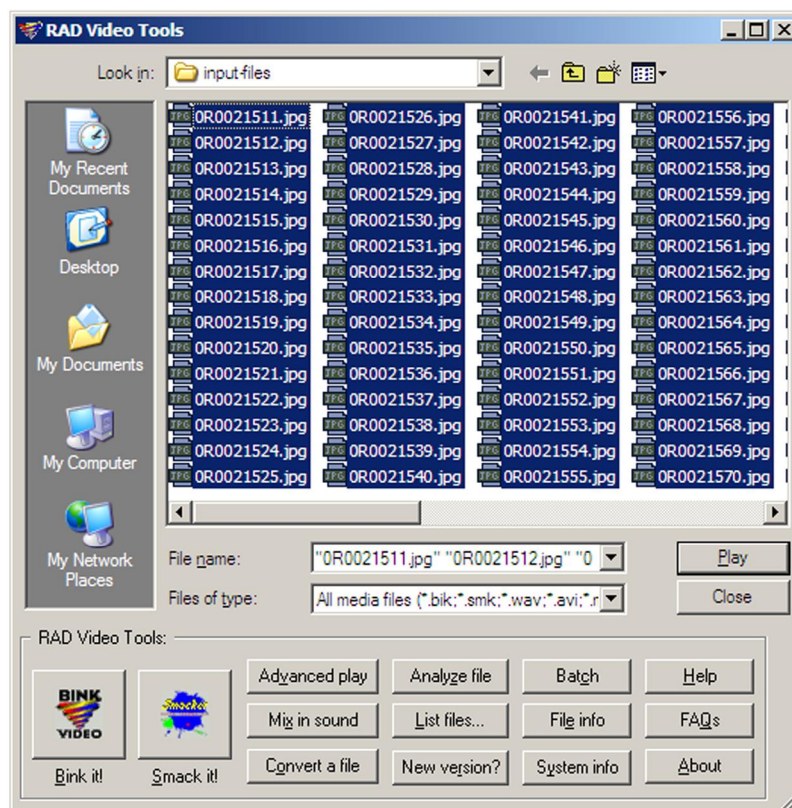 RAD Video Tools
Look in: input-files
My Recent
Documents
Desktop
My Documents
My Computer
My Network
Places
0R0021511.jpg 0R0021526.jpg 0R0021541.jpg 0R0021556.jpg
0R0021512.jpg 0R0021527.jpg 0R0021542.jpg 0R0021557.jpg
0R0021513.jpg 0R0021528.jpg 0R0021543.jpg 0R0021558.jpg
0R0021514.jpg 0R0021529.jpg 0R0021544.jpg 0R0021559.jpg
0R0021515.jpg 0R0021530.jpg 0R0021545.jpg 0R0021560.jpg
0R0021516.jpg 0R0021531.jpg 0R0021546.jpg 0R0021561.jpg
0R0021517.jpg 0R0021532.jpg 0R0021547.jpg 0R0021562.jpg
0R0021518.jpg 0R0021533.jpg 0R0021548.jpg 0R0021563.jpg
0R0021519.jpg 0R0021534.jpg 0R0021549.jpg 0R0021564.jpg
0R0021520.jpg 0R0021535.jpg 0R0021550.jpg 0R0021565.jpg
0R0021521.jpg 0R0021536.jpg 0R0021551.jpg 0R0021566.jpg
0R0021522.jpg 0R0021537.jpg 0R0021552.jpg 0R0021567.jpg
0R0021523.jpg 0R0021538.jpg 0R0021553.jpg 0R0021568.jpg
0R0021524.jpg 0R0021539.jpg 0R0021554.jpg 0R0021569.jpg
0R0021525.jpg 0R0021540.jpg 0R0021555.jpg 0R0021570.jpg
File name: "0R0021511.jpg" "0R0021512.jpg" "0 Play
Files of type: All media files (*.bik;*.smk;*.wav;*.avi;*.r Close
RAD Video Tools:
BINK
VIDEO
Bink it!
Smacker
Smack it!
Advanced play Analyze file Batch Help
Mix in sound List files... File info FAQs
Convert a file New version? System info About